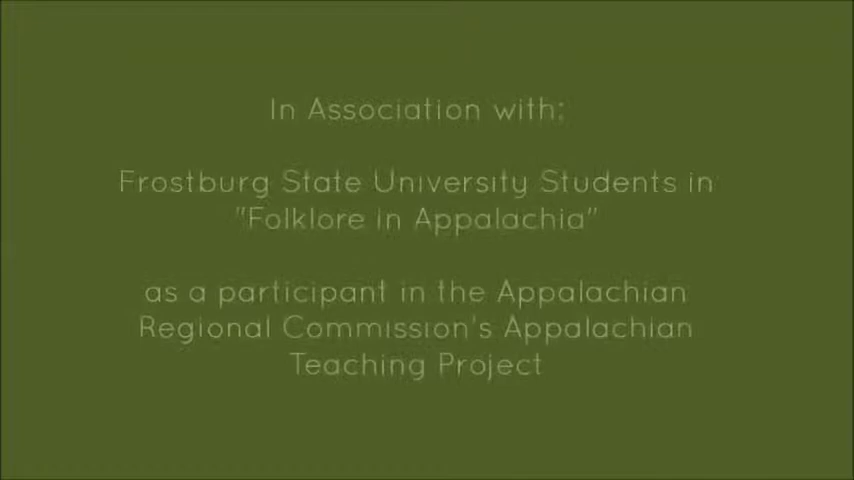 In Association with:
Frostburg State University Students in
"Folklore in Appalachia"
as a participant in the Appalachian
Regional Commission's Appalachian
Teaching Project